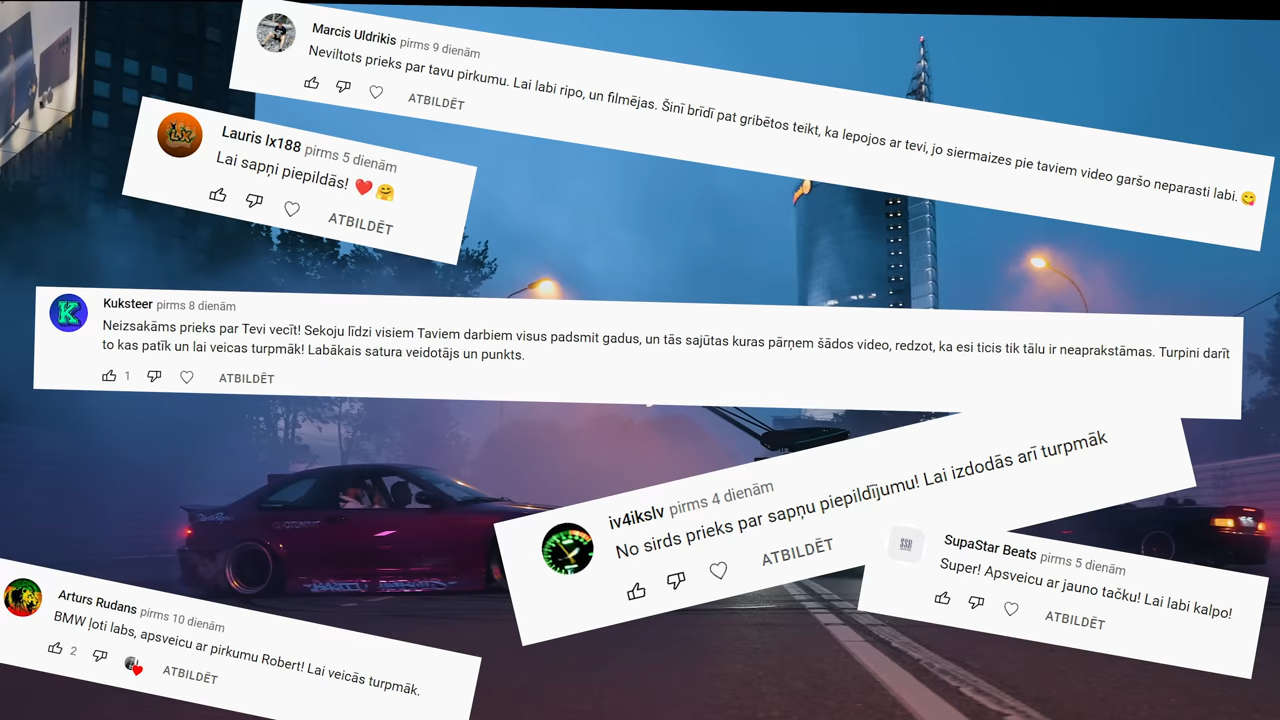 Marcis Uldrikis pirms 9 dienām
Neviltots prieks par tavu pirkumu. Lai labi ripo, un filmējas. Šinī brīdī pat gribētos teikt, ka lepojos ar tevi, jo siermaizes pie taviem video garšo neparasti labi.😋
ATBILDĒT
Lauris lx188 pirms 5 dienām
Lai sapņi piepildās! ❤️🤗
ATBILDĒT
Kuksteer pirms 8 dienām
Neizsakāms prieks par Tevi vecīt! Sekoju līdzi visiem Taviem darbiem visus padsmit gadus, un tās sajūtas kuras pārņem šādos video, redzot, ka esi ticis tik tālu ir neaprakstāmas. Turpini darīt
to kas patīk un lai veicas turpmāk! Labākais satura veidotājs un punkts.
1 ATBILDĒT
iv4ikslv pirms 4 dienām
No sirds prieks par sapņu piepildījumu! Lai izdodās arī turpmāk
ATBILDĒT
SupaStar Beats pirms 5 dienām
Super! Apsveicu ar jauno tačku! Lai labi kalpo!
ATBILDĒT
Arturs Rudans pirms 10 dienām
BMW ļoti labs, apsveicu ar pirkumu Robert! Lai veicās turpmāk.
2 ATBILDĒT